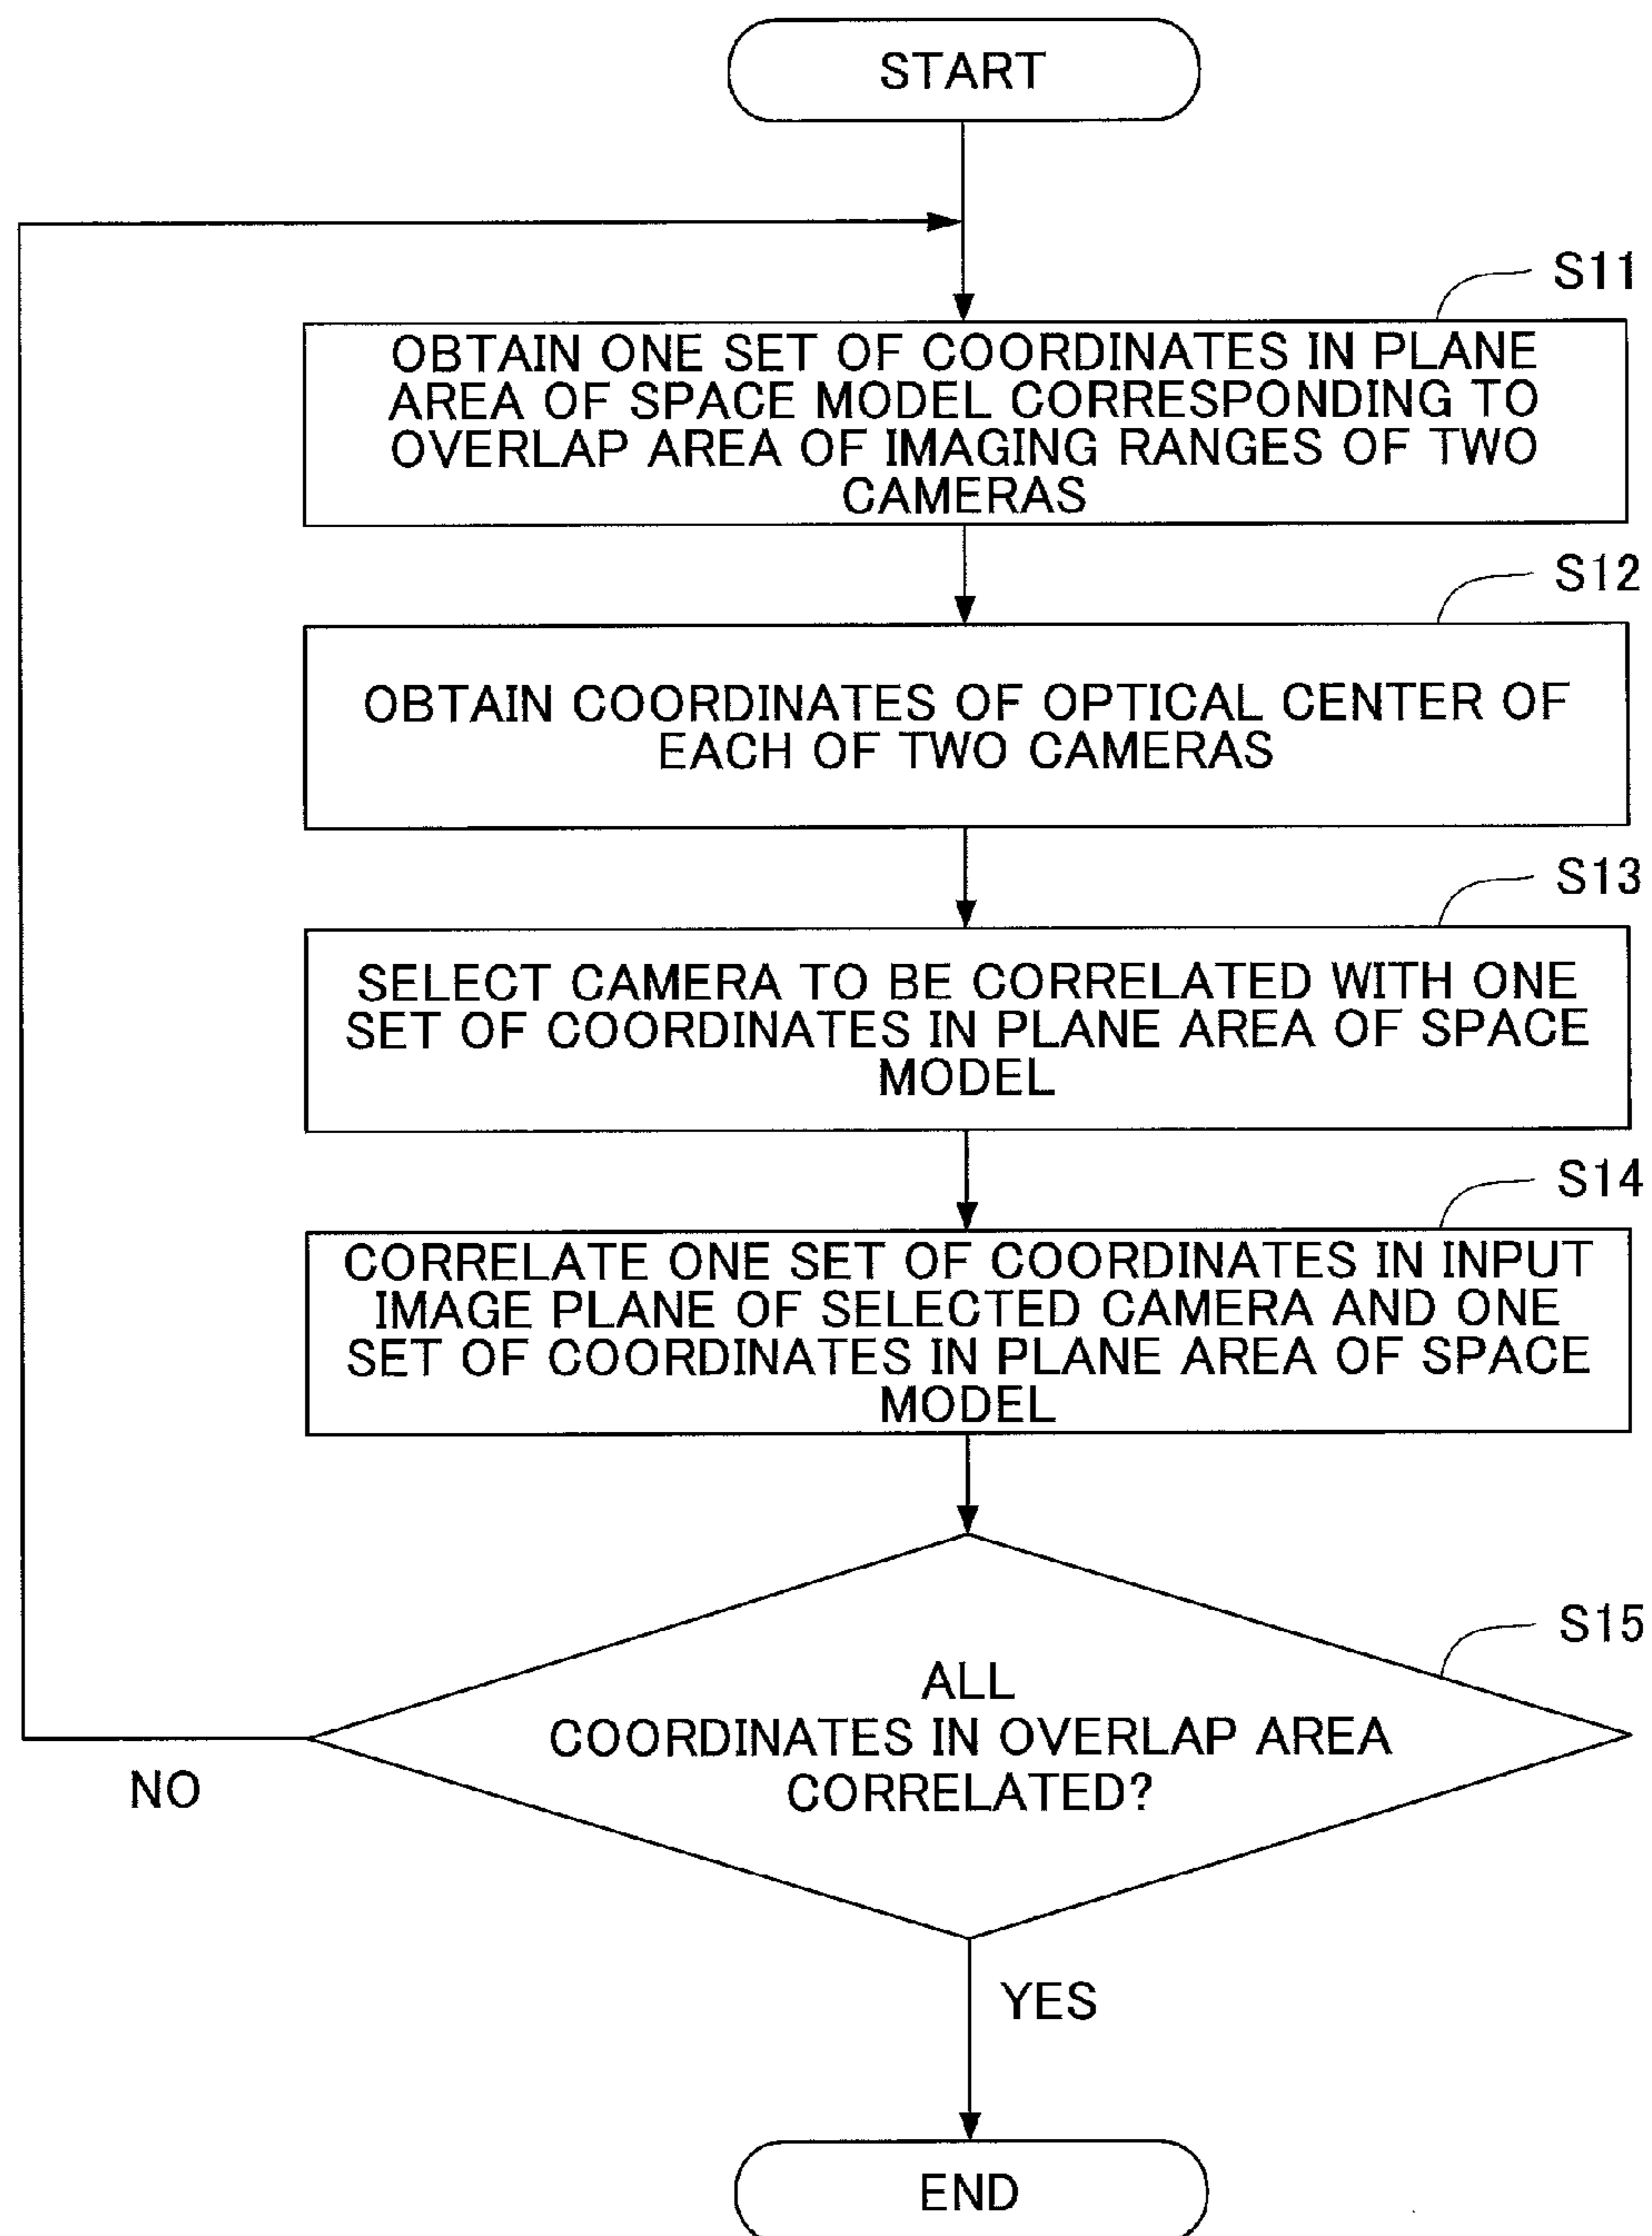 START
S11
OBTAIN ONE SET OF COORDINATES IN PLANE
AREA OF SPACE MODEL CORRESPONDING TO
OVERLAP AREA OF IMAGING RANGES OF TWO
CAMERAS
S12
OBTAIN COORDINATES OF OPTICAL CENTER OF
EACH OF TWO CAMERAS
S13
SELECT CAMERA TO BE CORRELATED WITH ONE
SET OF COORDINATES IN PLANE AREA OF SPACE
MODEL
S14
CORRELATE ONE SET OF COORDINATES IN INPUT
IMAGE PLANE OF SELECTED CAMERA AND ONE
SET OF COORDINATES IN PLANE AREA OF SPACE
MODEL
S15
ALL
COORDINATES IN OVERLAP AREA
CORRELATED?
NO
YES
END